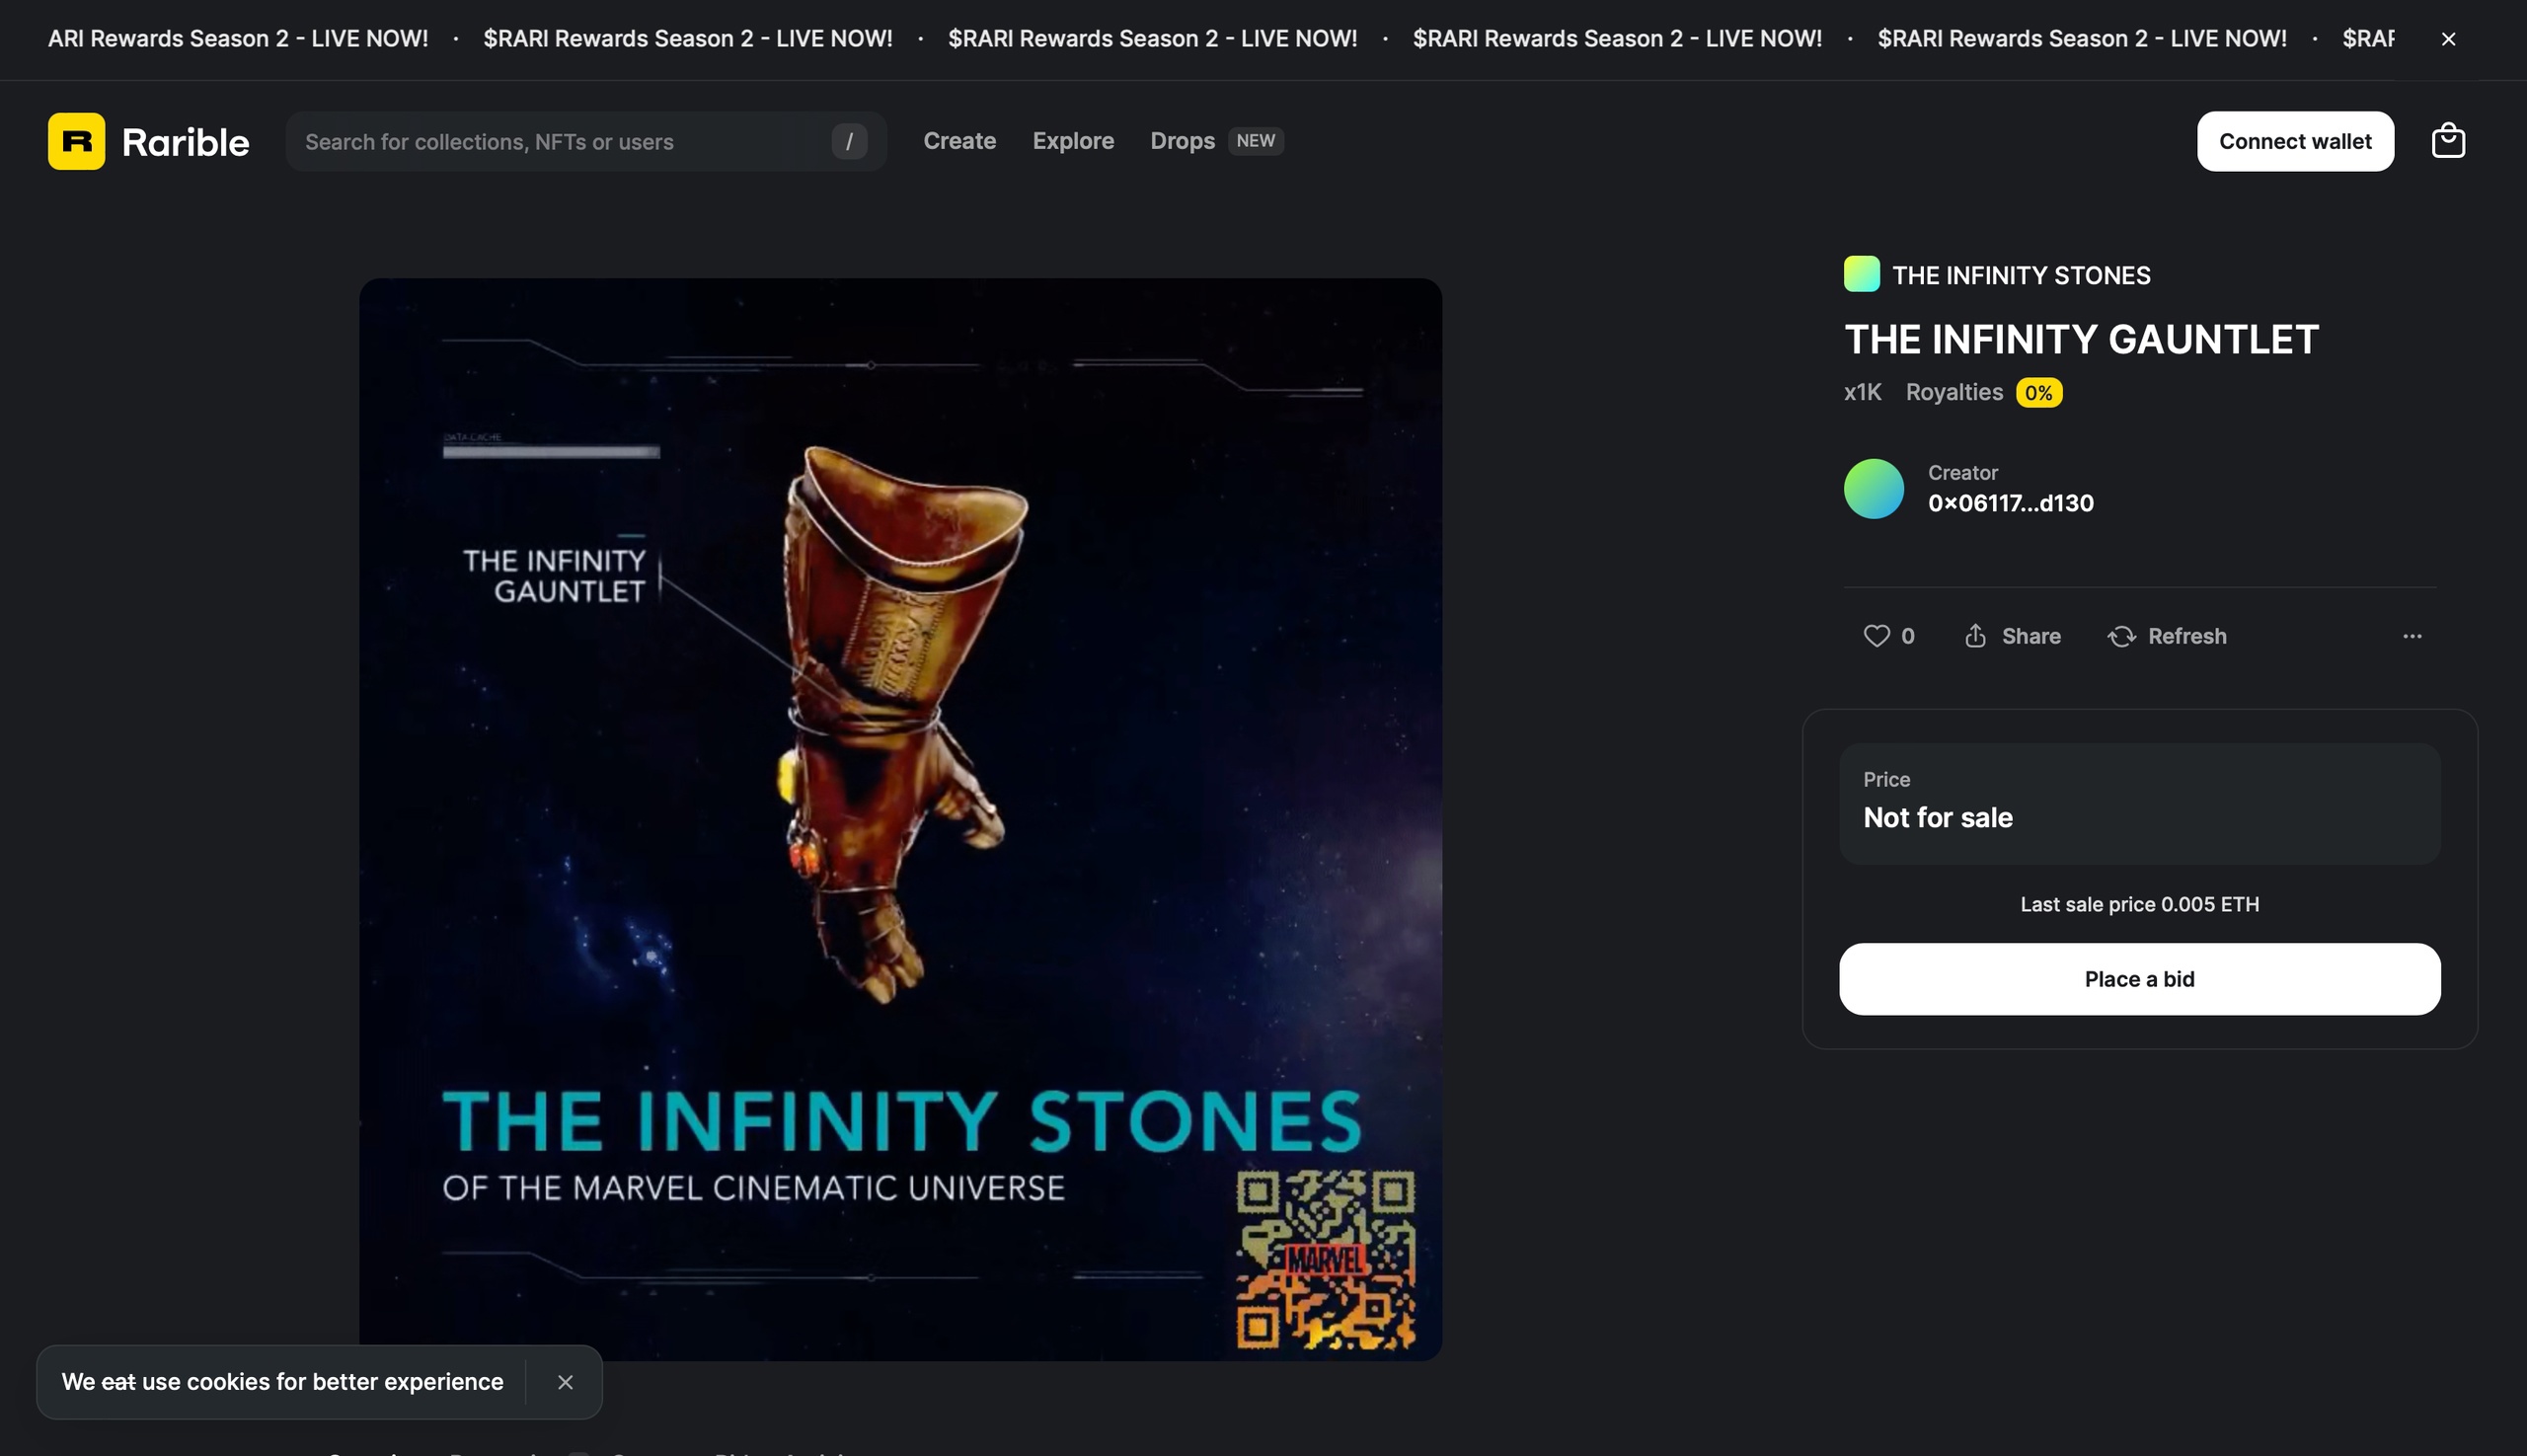 ARI Rewards Season 2 - LIVE NOW! · $RARI Rewards Season 2 - LIVE NOW! · $RARI Rewards Season 2 - LIVE NOW! · $RARI Rewards Season 2 - LIVE NOW! · $RARI Rewards Season 2 - LIVE NOW! · $RAR
R Rarible Search for collections, NFTs or users / Create Explore Drops NEW Connect wallet
DATA CACHE
THE INFINITY
GAUNTLET
THE INFINITY STONES
OF THE MARVEL CINEMATIC UNIVERSE
MARVEL
THE INFINITY STONES
THE INFINITY GAUNTLET
x1K Royalties 0%
Creator
0x06117...d130
0 Share Refresh
Price
Not for sale
Last sale price 0.005 ETH
Place a bid
We eat use cookies for better experience